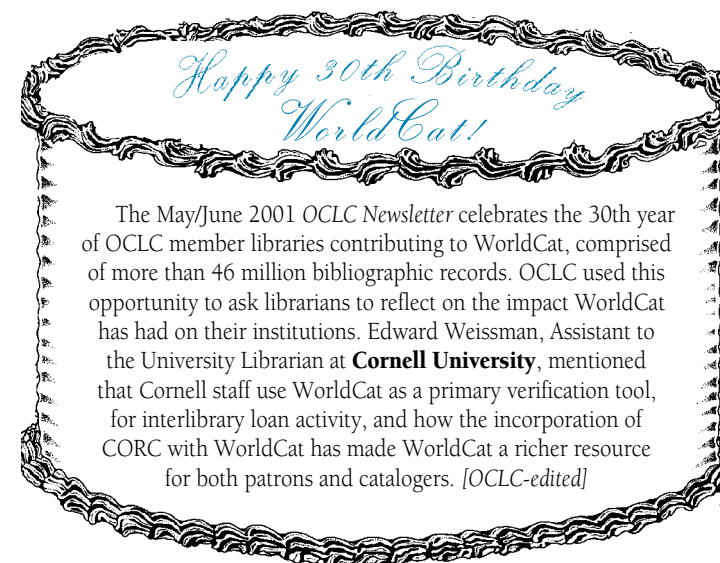 Happy 30th Birthday
WorldCat!
The May/June 2001 OCLC Newsletter celebrates the 30th year
of OCLC member libraries contributing to WorldCat, comprised
of more than 46 million bibliographic records. OCLC used this
opportunity to ask librarians to reflect on the impact WorldCat
has had on their institutions. Edward Weissman, Assistant to
the University Librarian at Cornell University, mentioned
that Cornell staff use WorldCat as a primary verification tool,
for interlibrary loan activity, and how the incorporation of
CORC with WorldCat has made WorldCat a richer resource
for both patrons and catalogers. [OCLC-edited]